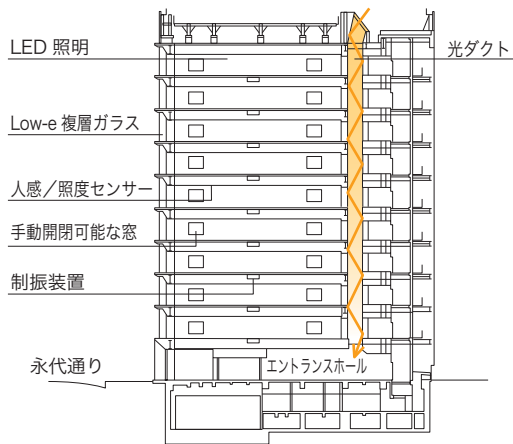 LED 照明
光ダクト
Low-e 複層ガラス
人感／照度センサー
手動開閉可能な窓
制振装置
永代通り
エントランスホール